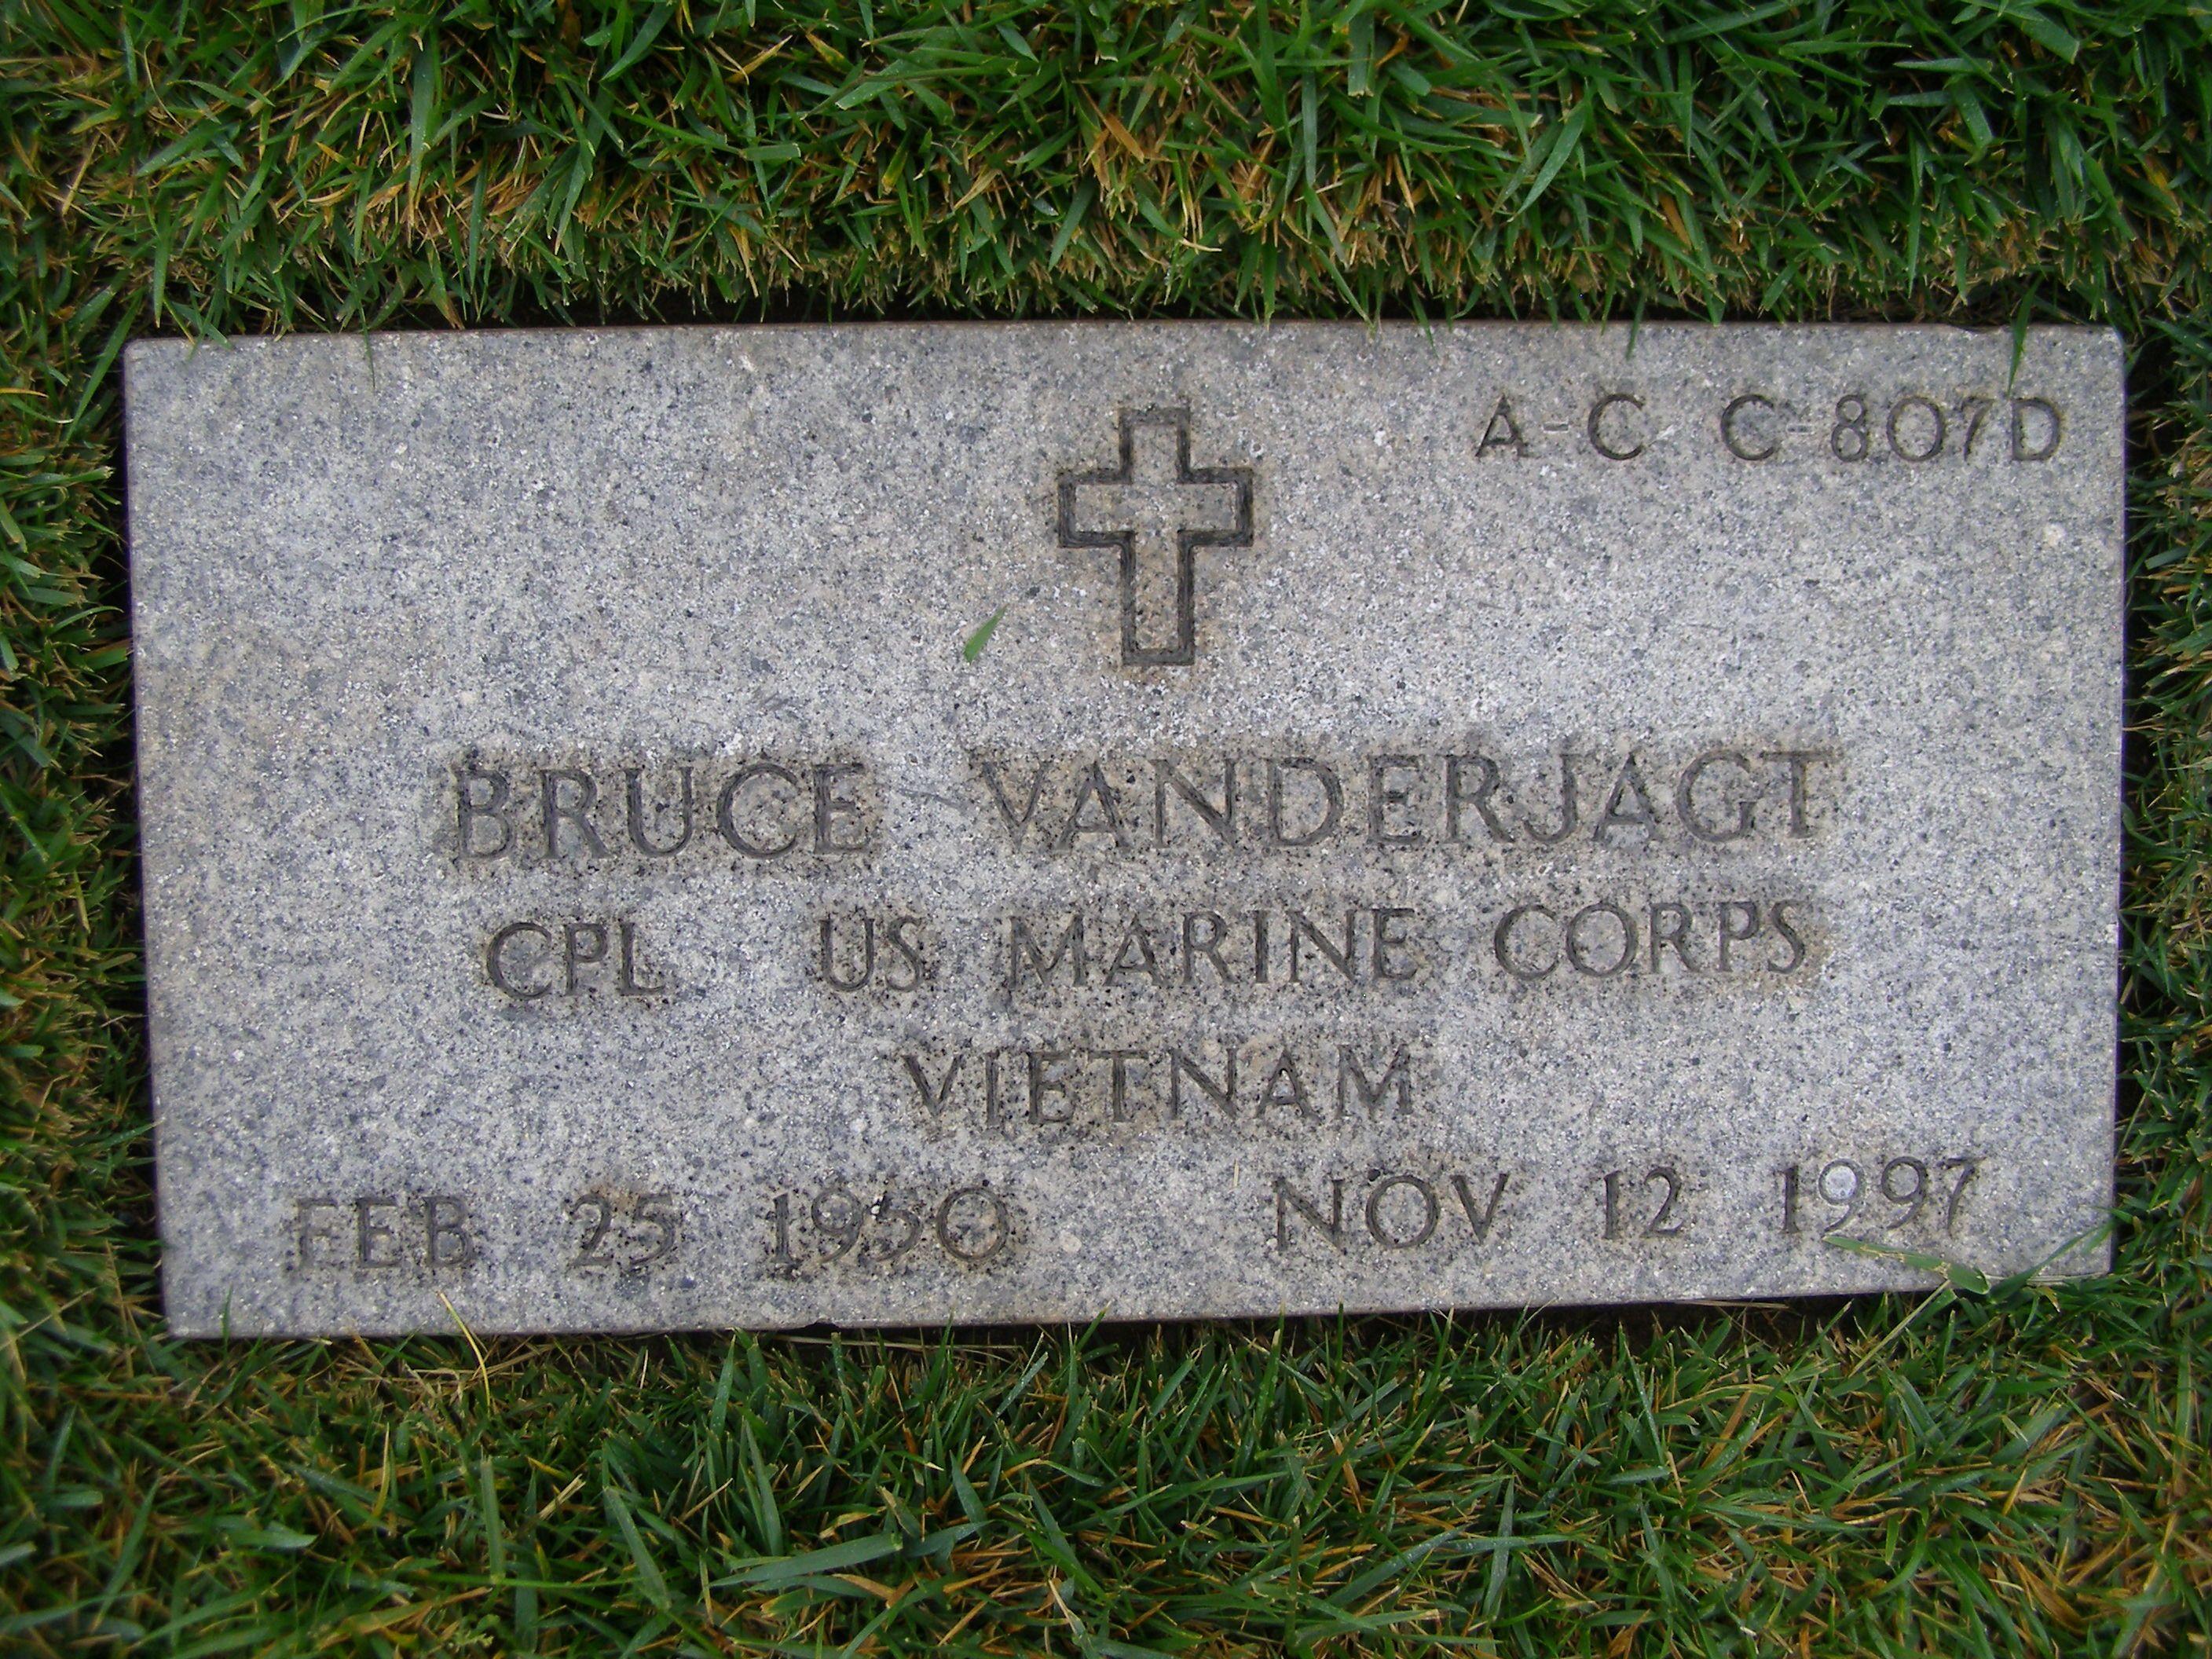 A-C C-807D
BRUCE VANDERJAGT
CPL US MARINE CORPS
VIETNAM
FEB 25 1950 NOV 12 1997